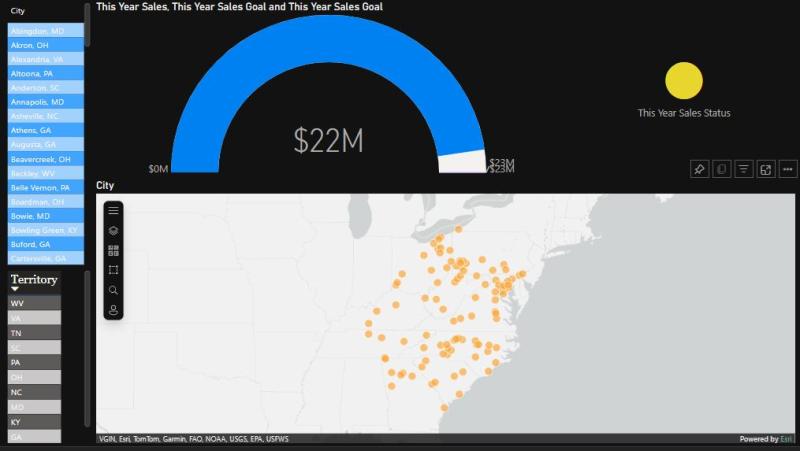 City
Abingdon, MD
Akron, OH
Alexandria, VA
Altoona, PA
Anderson, SC
Annapolis, MD
Asheville, NC
Athens, GA
Augusta, GA
Beavercreek, OH
Beckley, WV
Belle Vernon, PA
Boardman, OH
Bowie, MD
Bowling Green, KY
Buford, GA
Cartersville, GA
Territory
WV
VA
TN
SC
PA
OH
NC
MD
KY
GA
This Year Sales, This Year Sales Goal and This Year Sales Goal
$22M
$0M
$23M
$23M
This Year Sales Status
City
VGIN, Esri, TomTom, Garmin, FAO, NOAA, USGS, EPA, USFWS
Powered by Esri